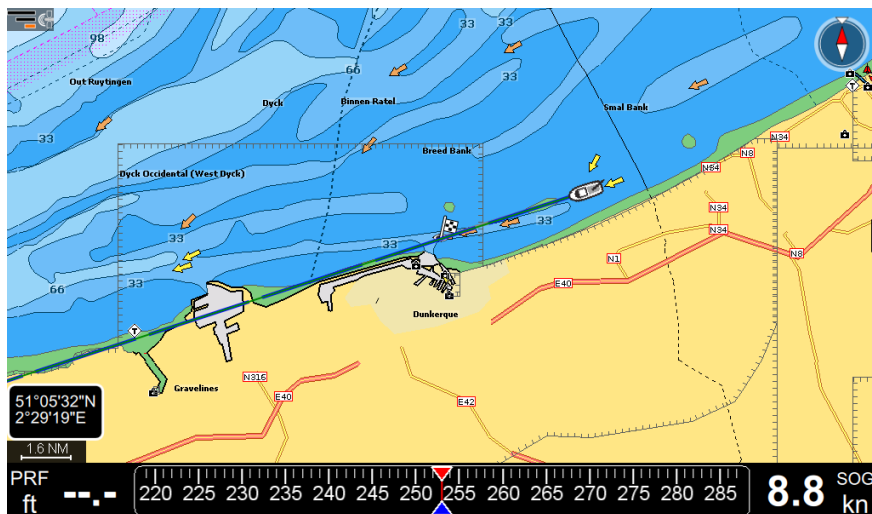 98
33
33
66
33
Out Ruytingen
Dyck
Binnen Ratel
Smal Bank
33
N34
N8
Breed Bank
N64
Dyck Occidental (West Dyck)
N34
33
33
33
N34
N1
N8
66
33
E40
Dunkerque
N316
Gravelines
E40
E42
51°05'32"N
2°29'19"E
1.6 NM
PRF
ft
--.-
220 225 230 235 240 245 250 255 260 265 270 275 280 285
8.8
SOG
kn